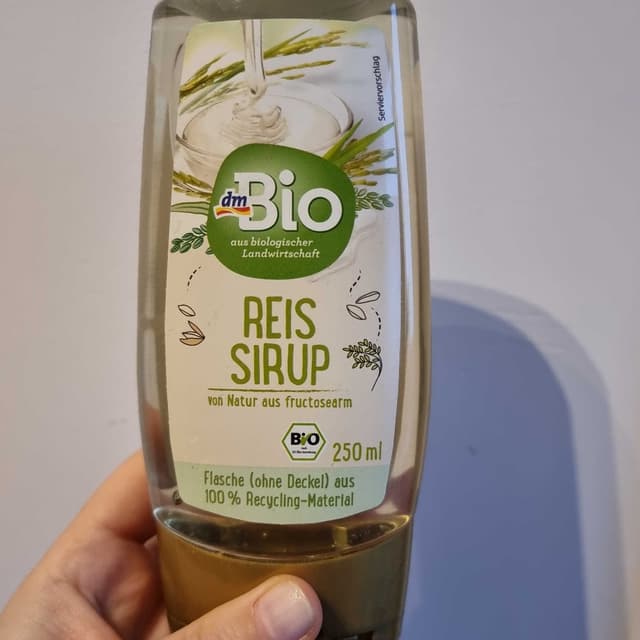 Serviervorschlag
dm
Bio
aus biologischer
Landwirtschaft
REIS
SIRUP
von Natur aus fructosearm
BiO
250 ml
Flasche (ohne Deckel) aus
100 % Recycling-Material